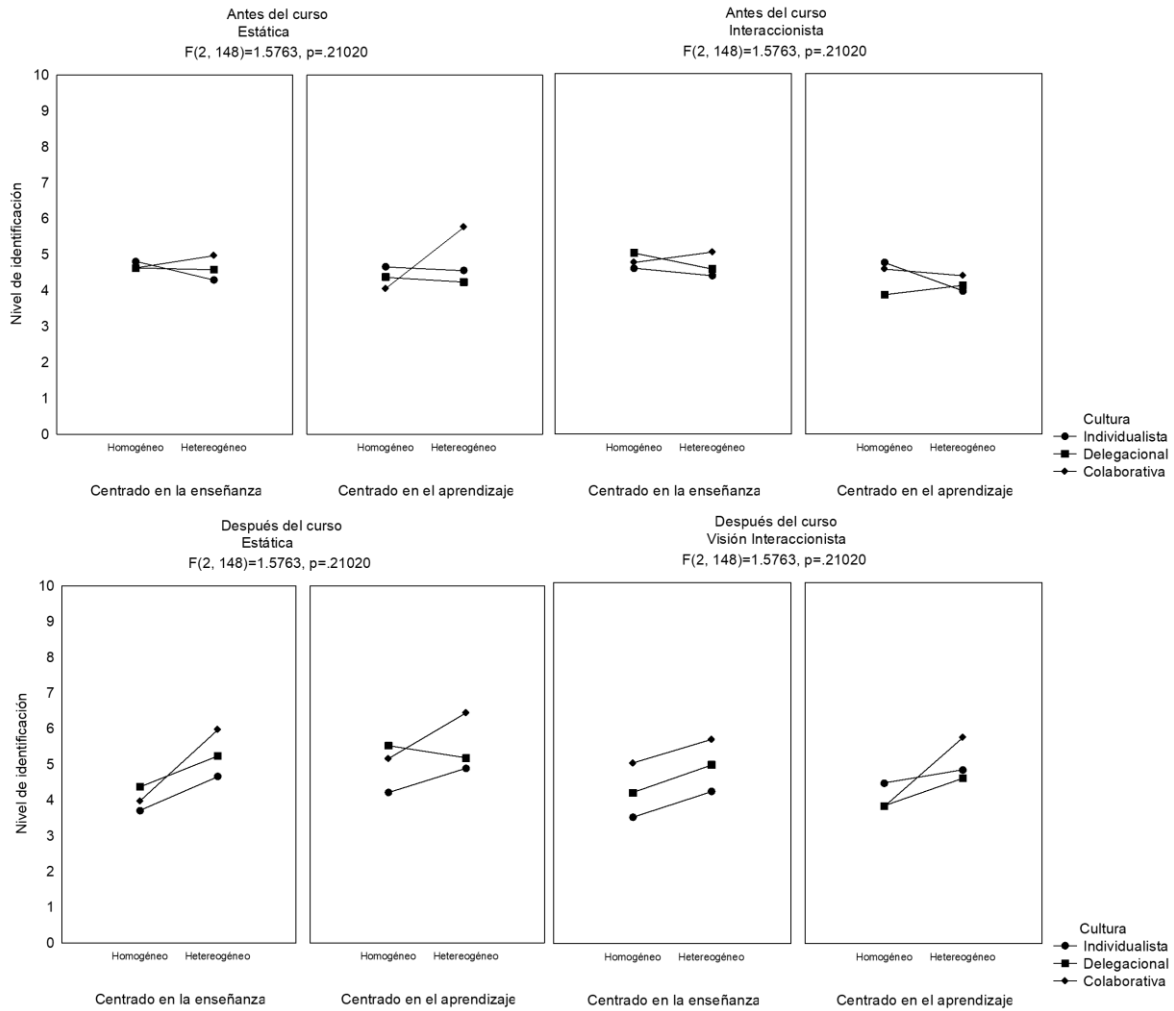 Antes del curso
Estática
F(2, 148)=1.5763, p=.21020
Antes del curso
Interaccionista
F(2, 148)=1.5763, p=.21020
Nivel de identificación
10
9
8
7
6
5
4
3
2
1
0
Homogéneo Hetereogéneo
Homogéneo Hetereogéneo
Homogéneo Hetereogéneo
Homogéneo Hetereogéneo
Centrado en la enseñanza
Centrado en el aprendizaje
Centrado en la enseñanza
Centrado en el aprendizaje
Cultura
Individualista
Delegacional
Colaborativa
Después del curso
Estática
F(2, 148)=1.5763, p=.21020
Después del curso
Visión Interaccionista
F(2, 148)=1.5763, p=.21020
Nivel de identificación
10
9
8
7
6
5
4
3
2
1
0
Homogéneo Hetereogéneo
Homogéneo Hetereogéneo
Homogéneo Hetereogéneo
Homogéneo Hetereogéneo
Centrado en la enseñanza
Centrado en el aprendizaje
Centrado en la enseñanza
Centrado en el aprendizaje
Cultura
Individualista
Delegacional
Colaborativa